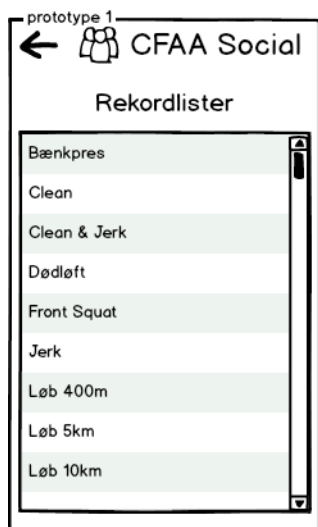 prototype 1
CFAA Social
Rekordlister
Bænkpres
Clean
Clean & Jerk
Dødløft
Front Squat
Jerk
Løb 400m
Løb 5km
Løb 10km